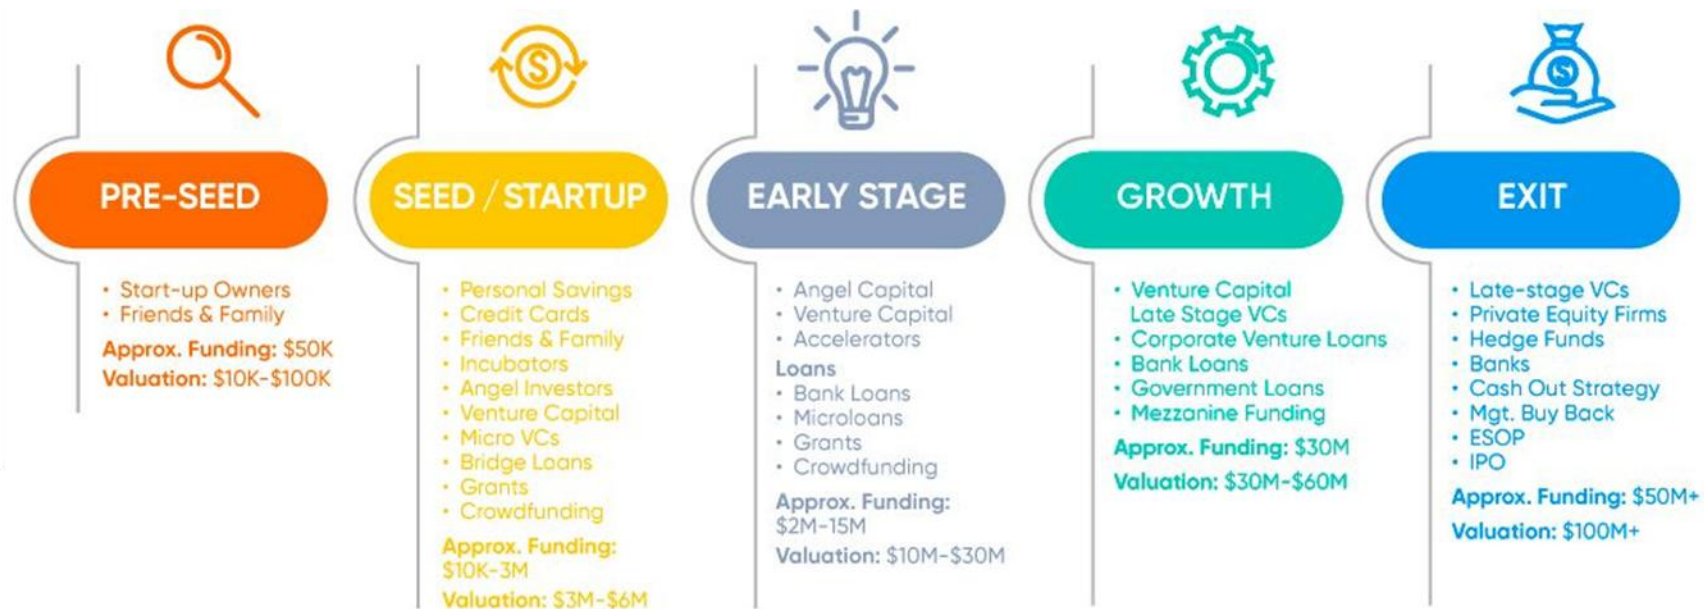 PRE-SEED
• Start-up Owners
• Friends & Family
Approx. Funding: $50K
Valuation: $10K-$100K
$
SEED / STARTUP
• Personal Savings
• Credit Cards
• Friends & Family
• Incubators
• Angel Investors
• Venture Capital
• Micro VCs
• Bridge Loans
• Grants
• Crowdfunding
Approx. Funding:
$10K-3M
Valuation: $3M-$6M
EARLY STAGE
• Angel Capital
• Venture Capital
• Accelerators
Loans
• Bank Loans
• Microloans
• Grants
• Crowdfunding
Approx. Funding:
$2M-15M
Valuation: $10M-$30M
GROWTH
• Venture Capital
Late Stage VCs
• Corporate Venture Loans
• Bank Loans
• Government Loans
• Mezzanine Funding
Approx. Funding: $30M
Valuation: $30M-$60M
$
EXIT
• Late-stage VCs
• Private Equity Firms
• Hedge Funds
• Banks
• Cash Out Strategy
• Mgt. Buy Back
• ESOP
• IPO
Approx. Funding: $50M+
Valuation: $100M+